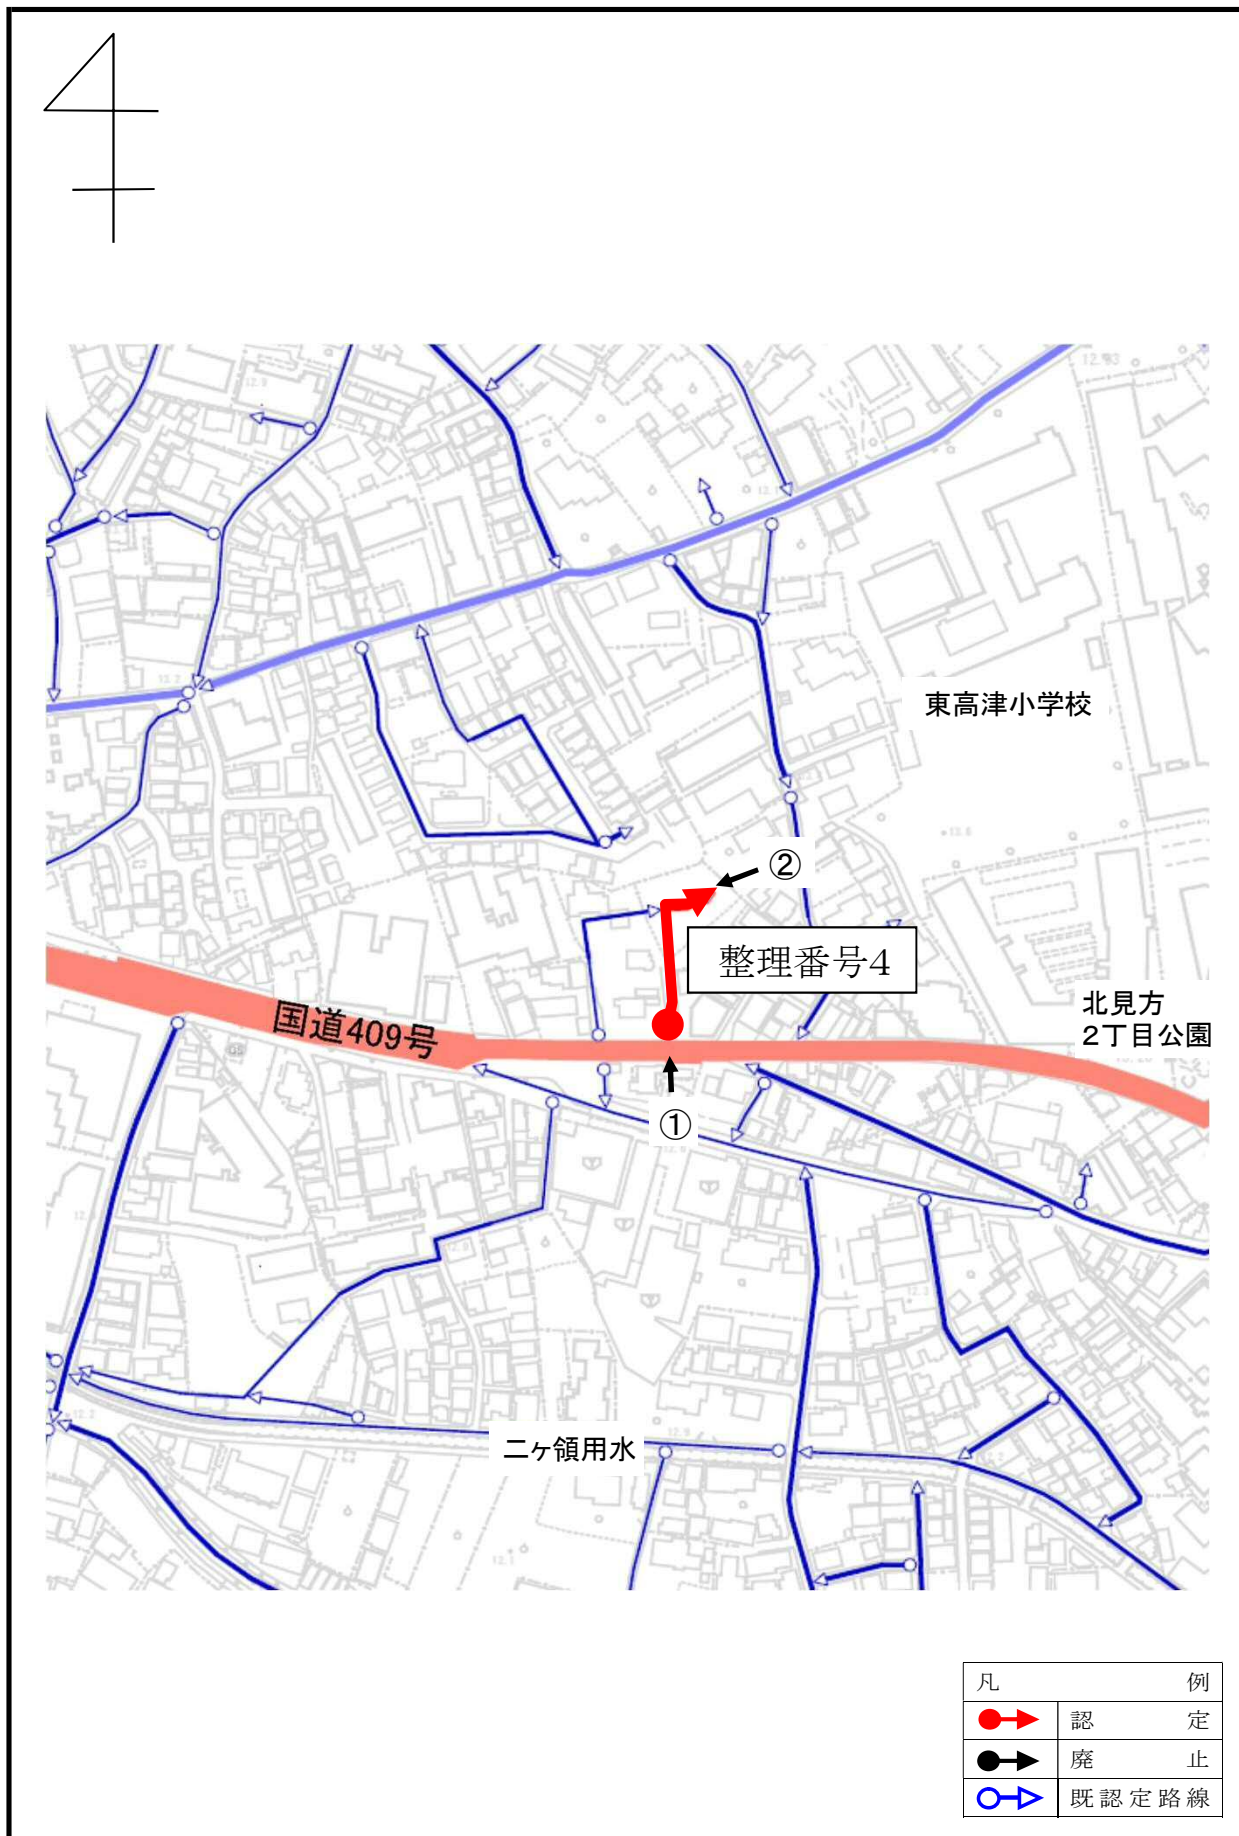 東高津小学校
②
整理番号4
北見方
2丁目公園
国道409号
①
二ヶ領用水
凡 例
認 定
廃 止
既認定路線